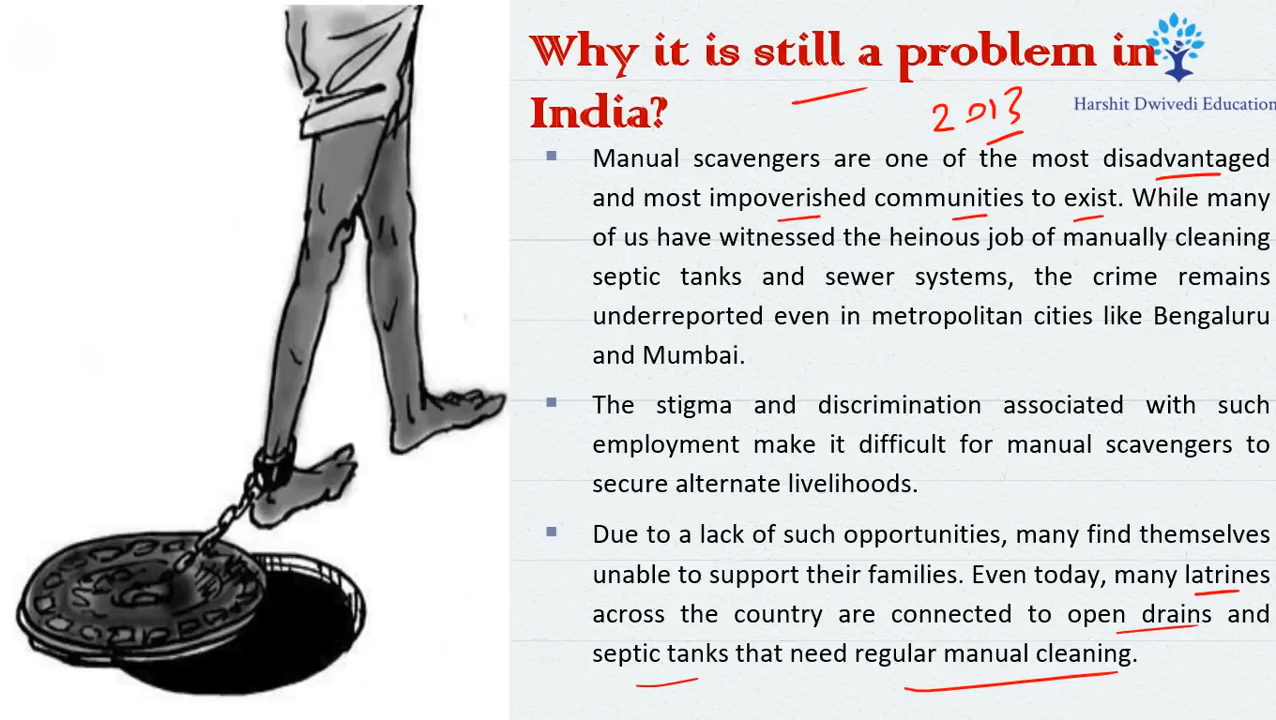 Why it is still a problem in
India?
Harshit Dwivedi Education
2013
Manual scavengers are one of the most disadvantaged
and most impoverished communities to exist. While many
of us have witnessed the heinous job of manually cleaning
septic tanks and sewer systems, the crime remains
underreported even in metropolitan cities like Bengaluru
and Mumbai.
The stigma and discrimination associated with such
employment make it difficult for manual scavengers to
secure alternate livelihoods.
Due to a lack of such opportunities, many find themselves
unable to support their families. Even today, many latrines
across the country are connected to open drains and
septic tanks that need regular manual cleaning.